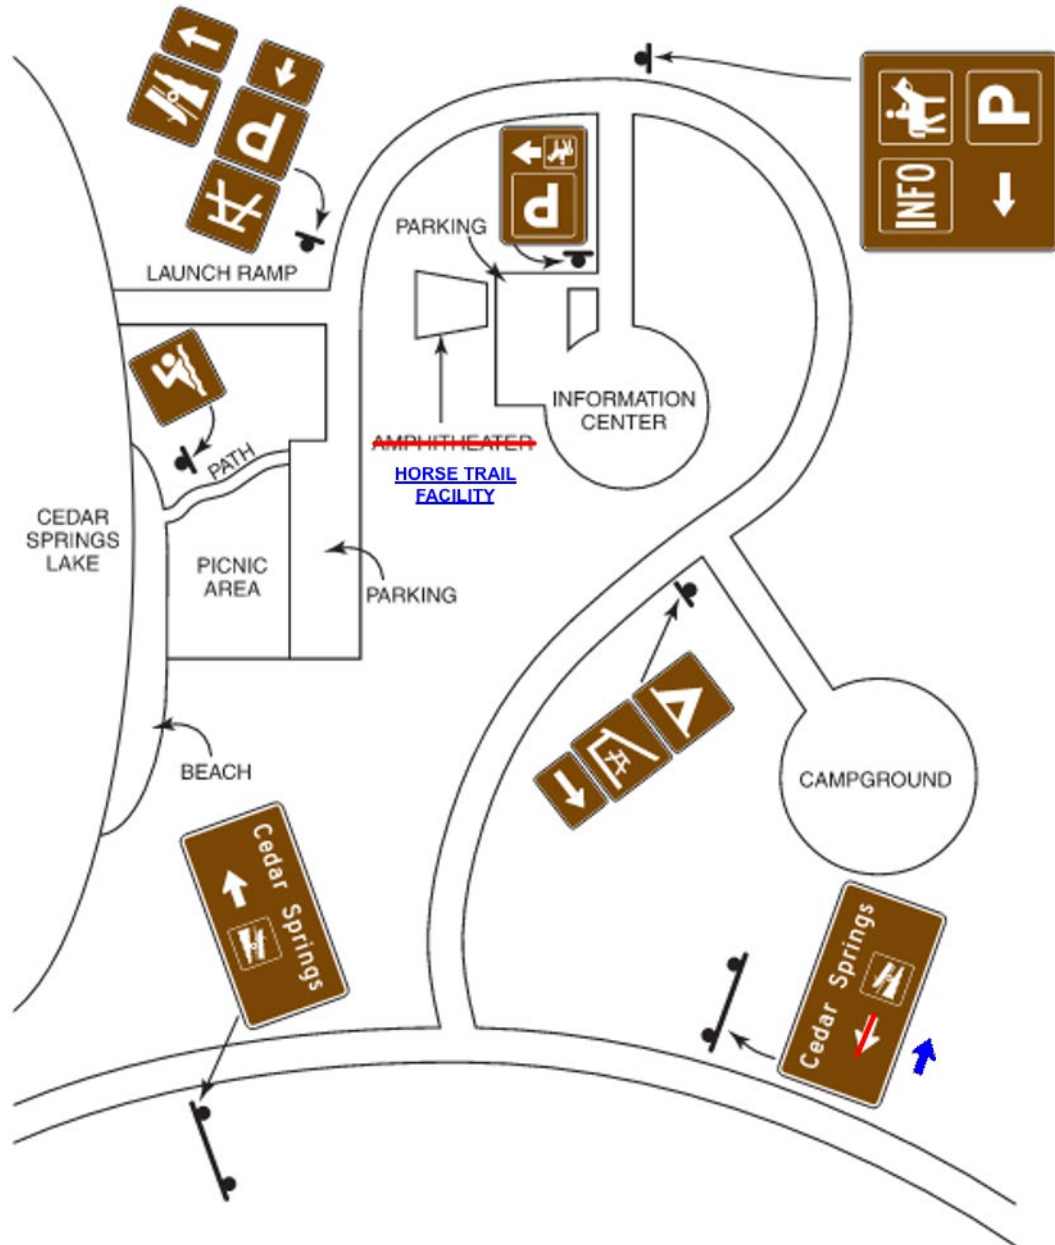 P
P
INFO
P
PARKING
LAUNCH RAMP
INFORMATION
CENTER
AMPHITHEATER
HORSE TRAIL
FACILITY
PATH
CEDAR
SPRINGS
LAKE
PICNIC
AREA
PARKING
BEACH
CAMPGROUND
Cedar Springs
Cedar Springs